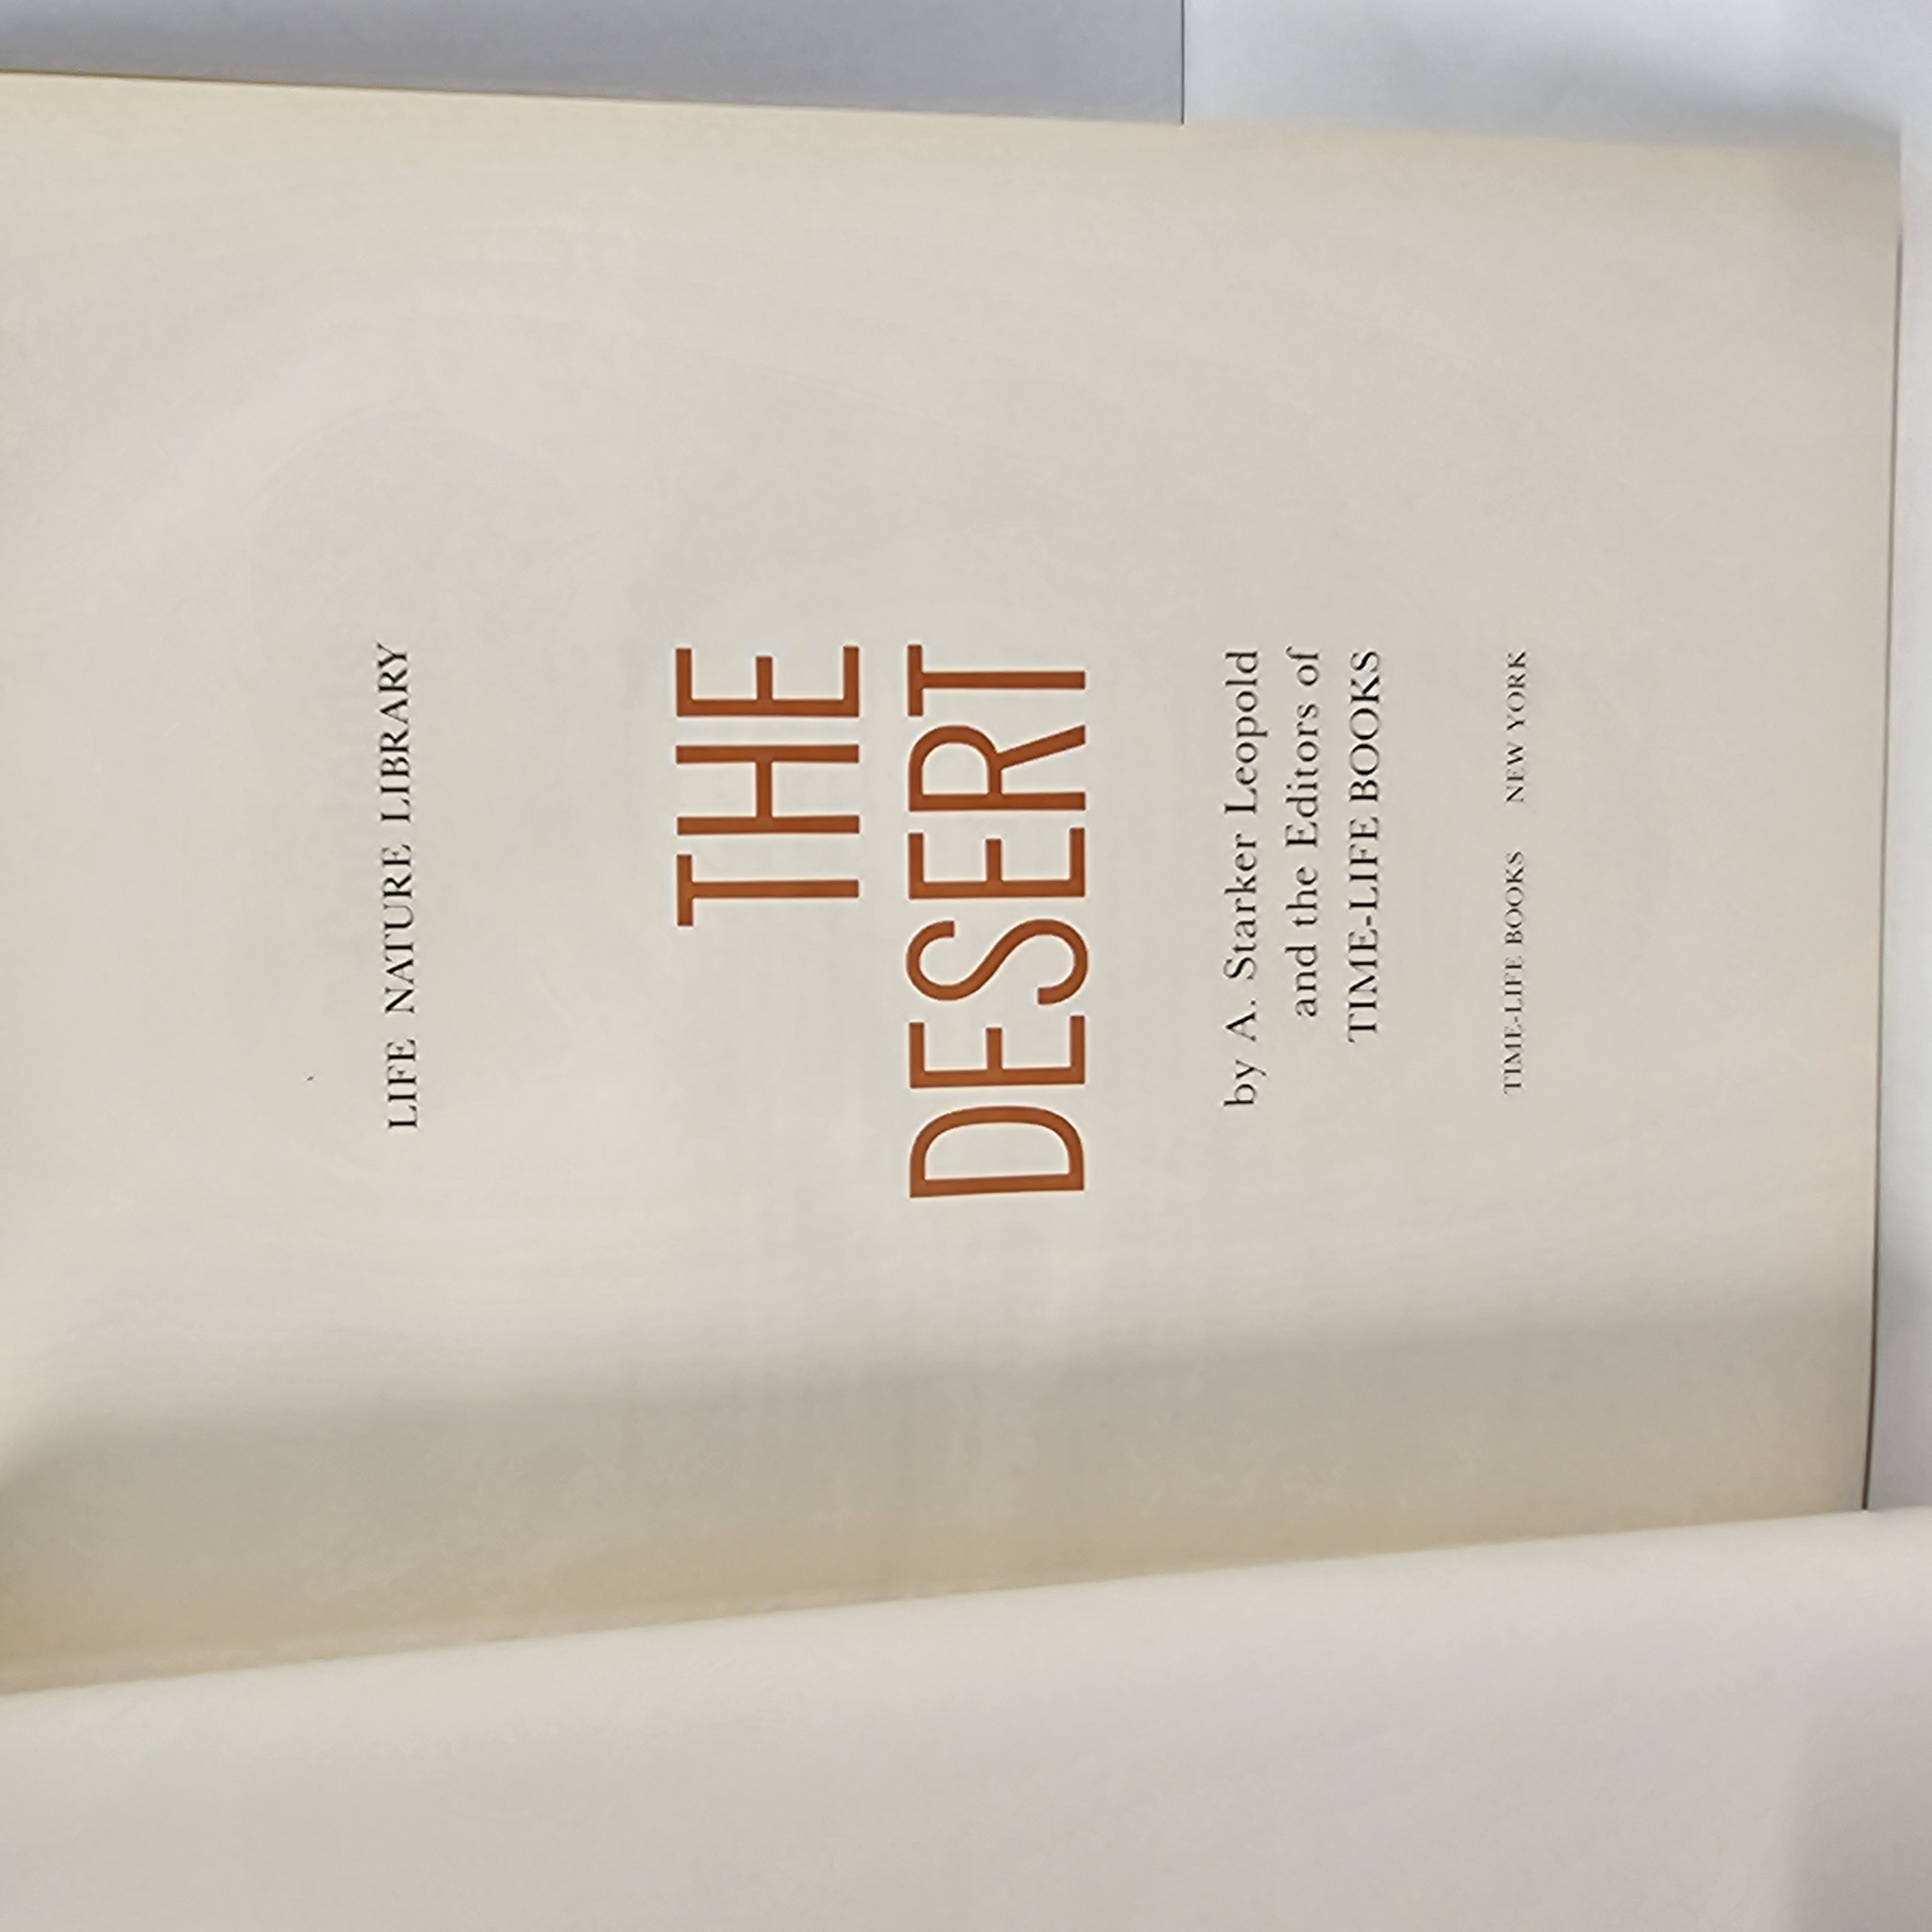 LIFE NATURE LIBRARY
THE
DESERT
by A. Starker Leopold
and the Editors of
TIME-LIFE BOOKS
TIME-LIFE BOOKS NEW YORK